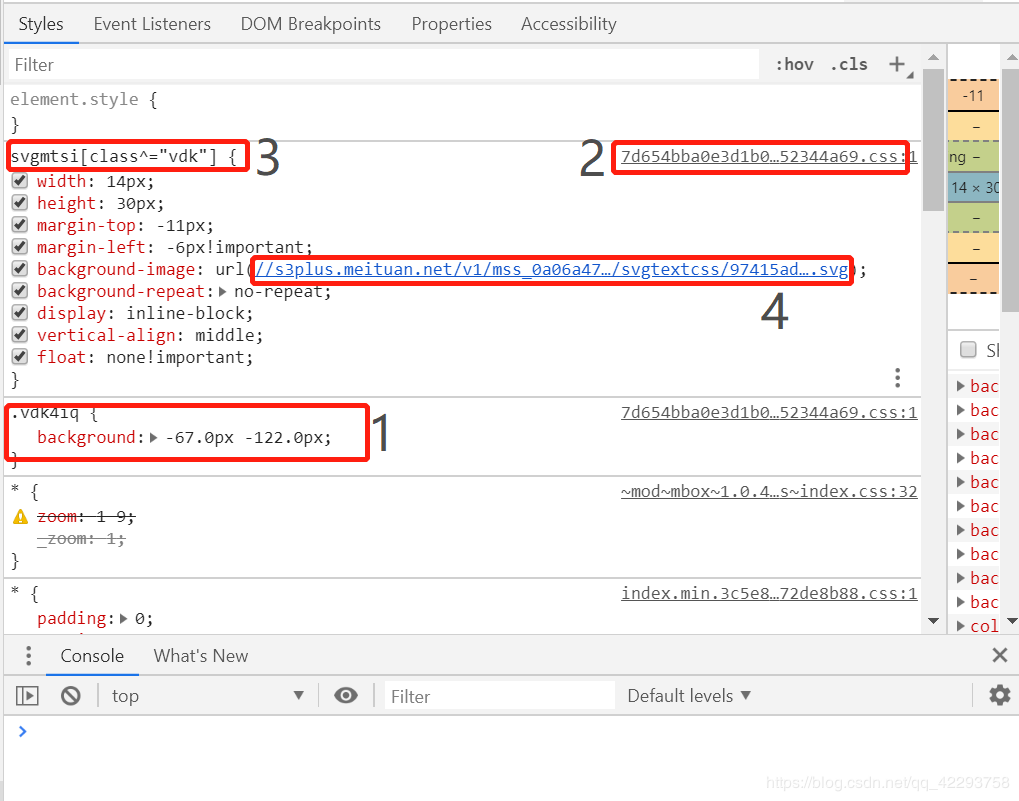 Styles Event Listeners DOM Breakpoints Properties Accessibility
Filter :hov .cls +
element.style {
}
svgmtsi[class^="vdk"] { 3 2 7d654bba0e3d1b0…52344a69.css:1
width: 14px;
height: 30px;
margin-top: -11px;
margin-left: -6px!important;
background-image: url(//s3plus.meituan.net/v1/mss_0a06a47…/svgtextcss/97415ad….svg);
background-repeat: no-repeat;
display: inline-block;
4
vertical-align: middle;
float: none!important;
}
.vdk4iq { 7d654bba0e3d1b0…52344a69.css:1
background: -67.0px -122.0px; 1
}
* { ~mod~mbox~1.0.4…s~index.css:32
zoom: 1 9;
_zoom: 1;
}
* { index.min.3c5e8…72de8b88.css:1
padding: 0;
-11
–
ng –
14 × 30
–
–
–
Sh
bac
bac
bac
bac
bac
bac
bac
bac
bac
bac
col
Console What's New
top Filter Default levels
https://blog.csdn.net/qq_42293758